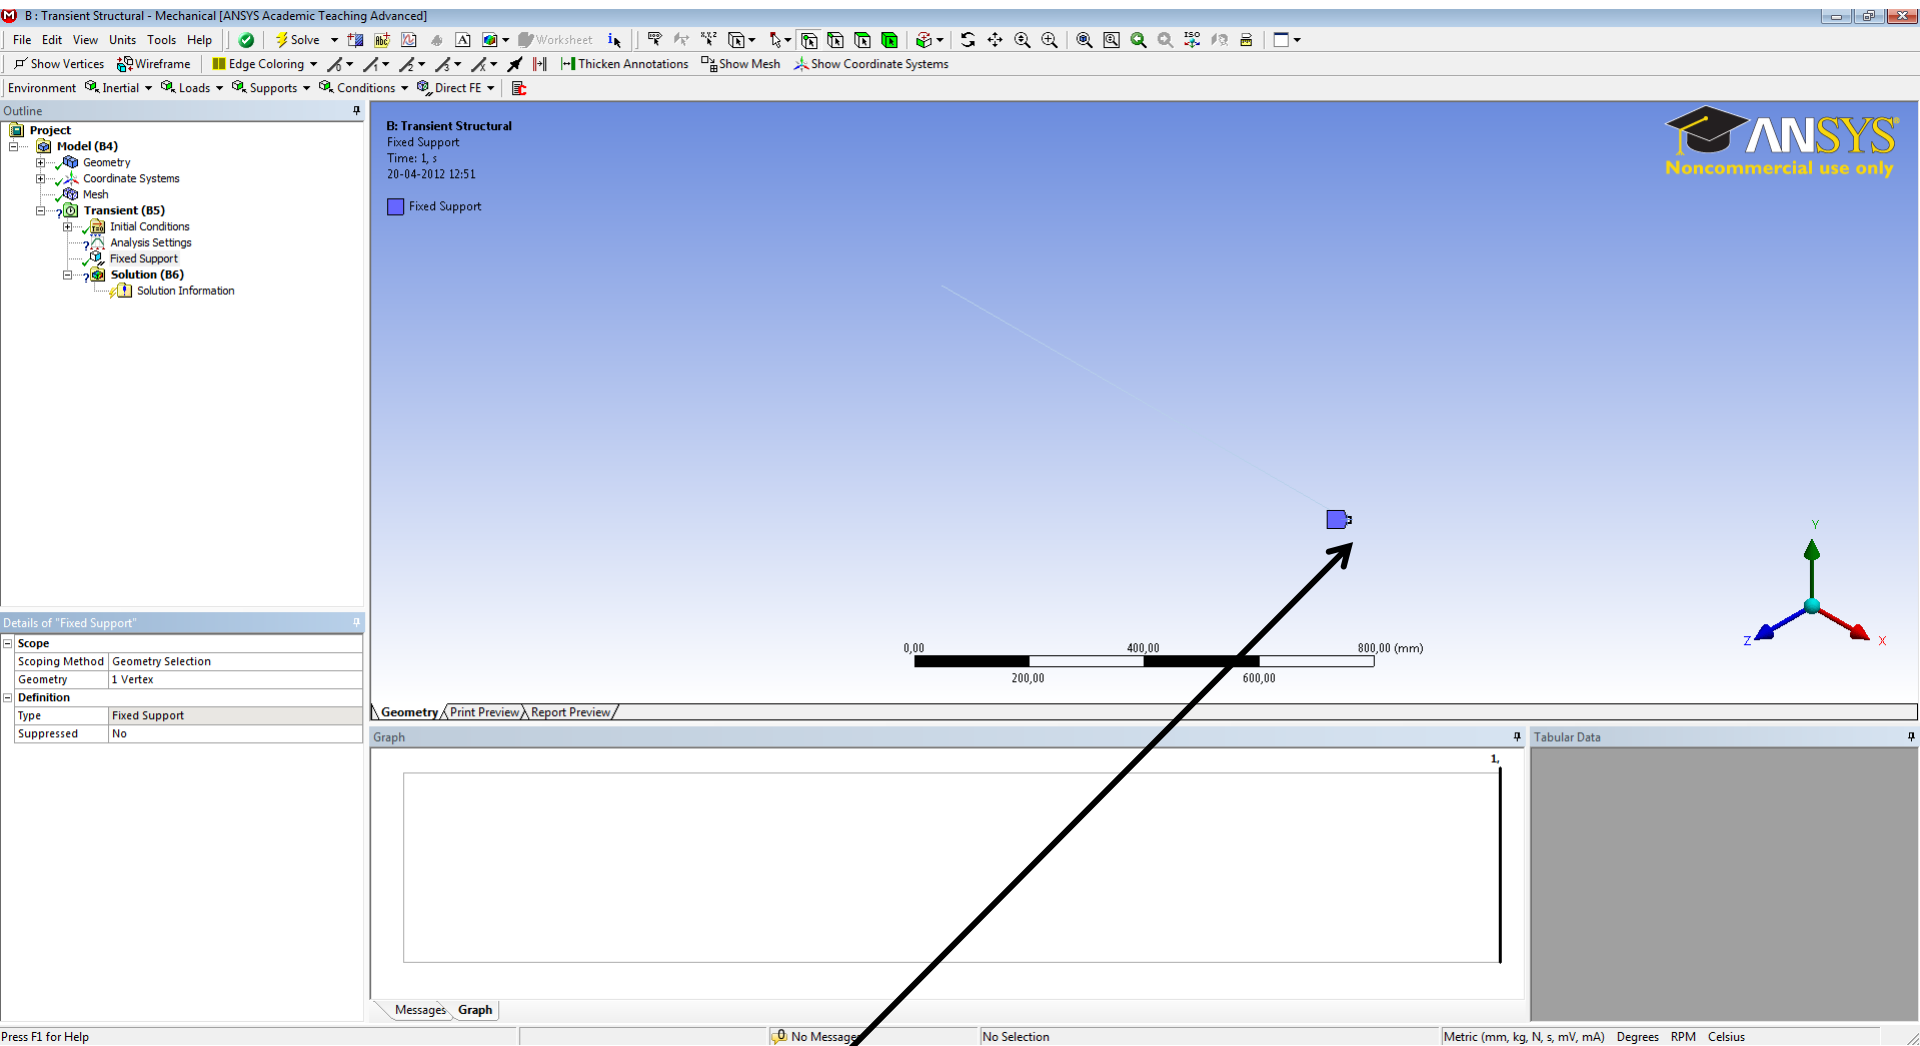 B : Transient Structural - Mechanical [ANSYS Academic Teaching Advanced]
File Edit View Units Tools Help Solve Worksheet
Show Vertices Wireframe Edge Coloring Thicken Annotations Show Mesh Show Coordinate Systems
Environment Inertial Loads Supports Conditions Direct FE
Outline
Project
Model (B4)
Geometry
Coordinate Systems
Mesh
Transient (B5)
Initial Conditions
Analysis Settings
Fixed Support
Solution (B6)
Solution Information
B: Transient Structural
Fixed Support
Time: 1, s
20-04-2012 12:51
Fixed Support
ANSYS
Noncommercial use only
Y
Z
X
0,00 400,00 800,00 (mm)
200,00 600,00
Geometry Print Preview Report Preview
Details of "Fixed Support"
Scope
Scoping Method Geometry Selection
Geometry 1 Vertex
Definition
Type Fixed Support
Suppressed No
Graph
1,
Tabular Data
Messages Graph
Press F1 for Help
0 No Messages
No Selection
Metric (mm, kg, N, s, mV, mA) Degrees RPM Celsius